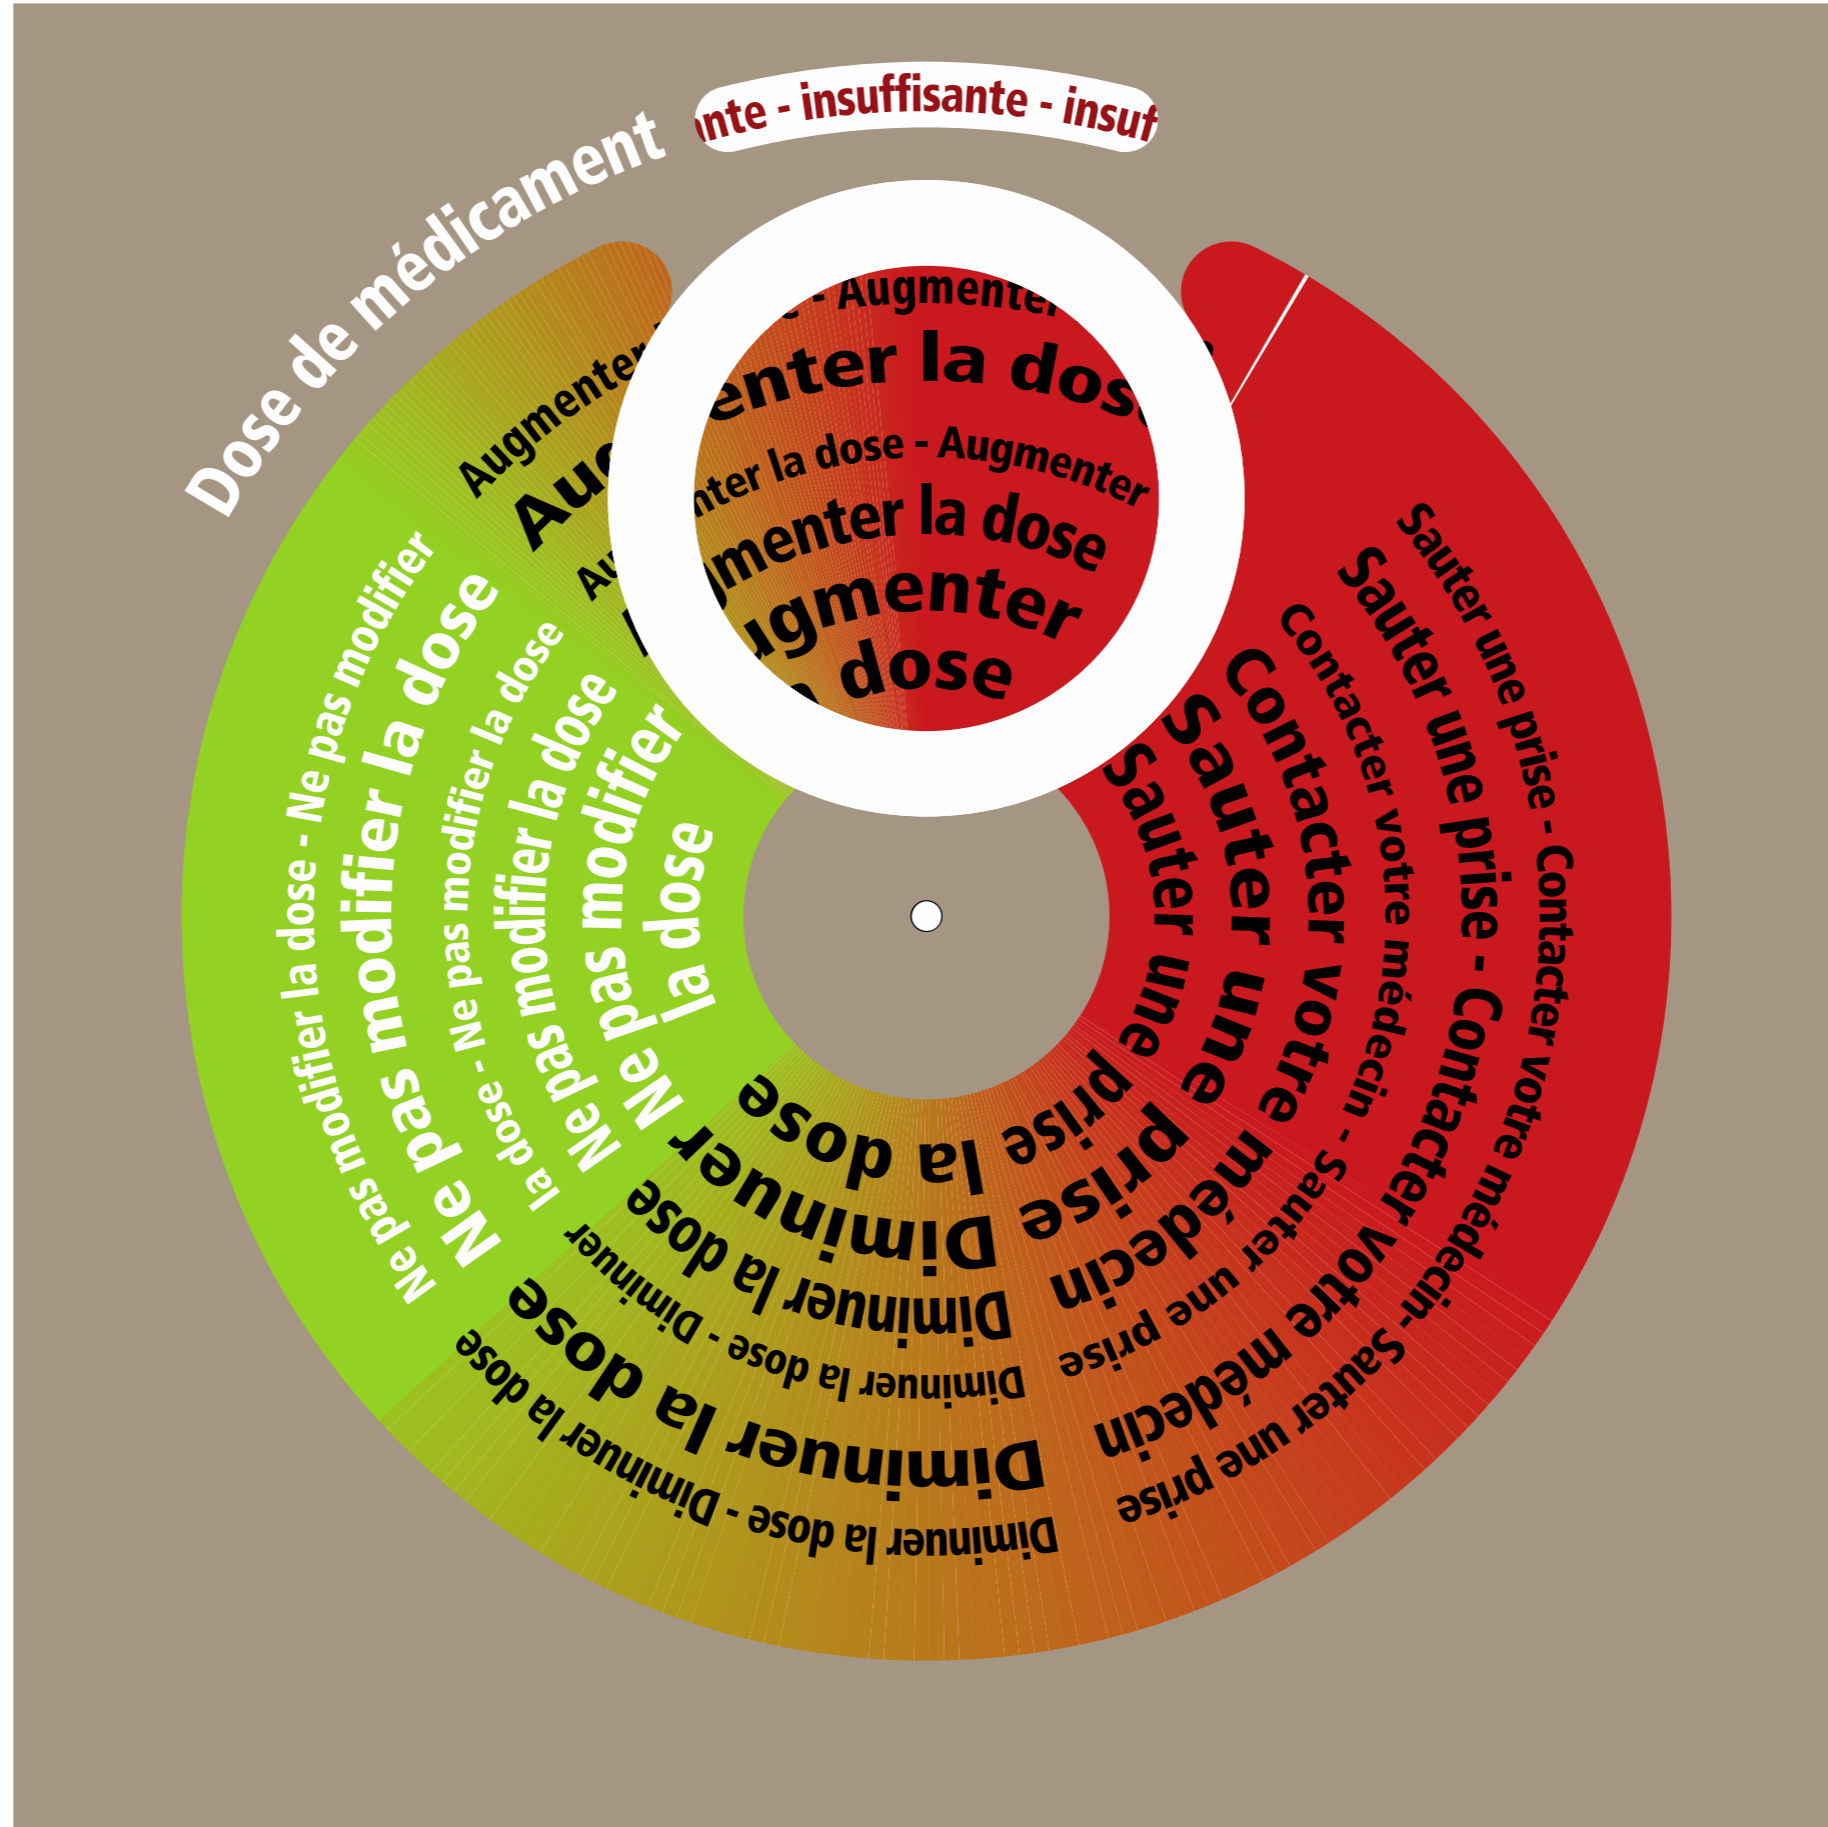 Dose de médicament
nte - insuffisante - insuf
- Augmenter
enter la dose
nter la dose - Augmenter
gmenter la dose
ugmenter
dose
Augmenter
Aug
Au
Ne pas modifier la dose - Ne pas modifier
Ne pas modifier la dose
la dose - Ne pas modifier la dose
Ne pas modifier la dose
Ne pas modifier
la dose
Diminuer la dose - Diminuer la dose
Diminuer la dose
Diminuer la dose - Diminuer
Diminuer la dose
Diminuer
la dose
Sauter une prise - Contacter votre médecin- Sauter une prise
Sauter une prise - Contacter votre médecin
Contacter votre médecin - Sauter une prise
Contacter votre médecin
Sauter une prise
Sauter une prise